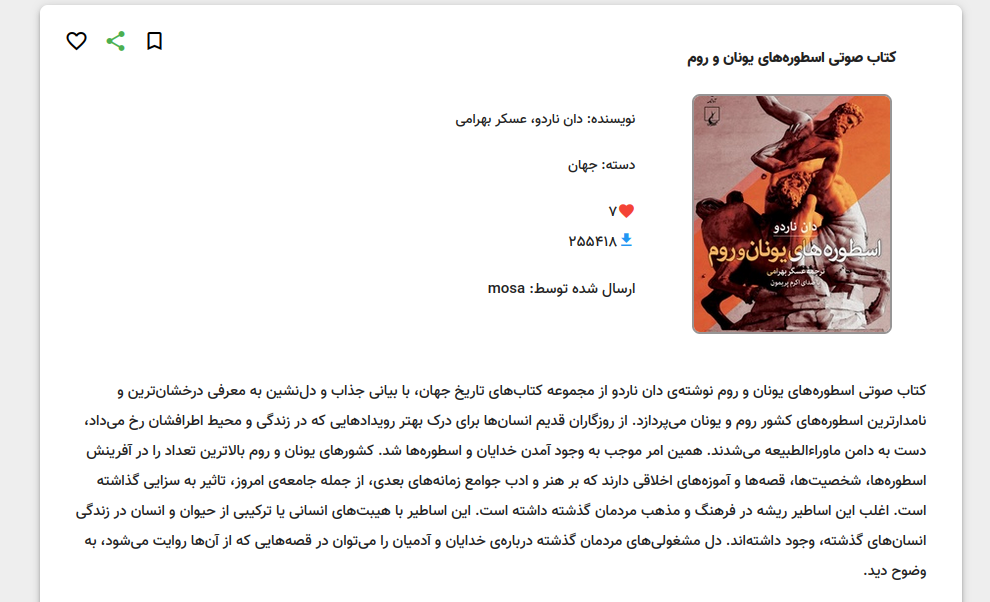 کتاب صوتی اسطوره‌های یونان و روم
نویسنده: دان ناردو، عسکر بهرامی
دسته: جهان
۷
۲۵۵۴۱۸
ارسال شده توسط: mosa
دان ناردو
اسطوره‌های یونان و روم
ترجمه عسکر بهرامی
با صدای اکرم پریمون
کتاب صوتی اسطوره‌های یونان و روم نوشته‌ی دان ناردو از مجموعه کتاب‌های تاریخ جهان، با بیانی جذاب و دل‌نشین به معرفی درخشان‌ترین و
نامدارترین اسطوره‌های کشور روم و یونان می‌پردازد. از روزگاران قدیم انسان‌ها برای درک بهتر رویدادهایی که در زندگی و محیط اطرافشان رخ می‌داد،
دست به دامن ماوراءالطبیعه می‌شدند. همین امر موجب به وجود آمدن خدایان و اسطوره‌ها شد. کشورهای یونان و روم بالاترین تعداد را در آفرینش
اسطوره‌ها، شخصیت‌ها، قصه‌ها و آموزه‌های اخلاقی دارند که بر هنر و ادب جوامع زمانه‌های بعدی، از جمله جامعه‌ی امروز، تاثیر به سزایی گذاشته
است. اغلب این اساطیر ریشه در فرهنگ و مذهب مردمان گذشته داشته است. این اساطیر با هیبت‌های انسانی یا ترکیبی از حیوان و انسان در زندگی
انسان‌های گذشته، وجود داشته‌اند. دل مشغولی‌های مردمان گذشته درباره‌ی خدایان و آدمیان را می‌توان در قصه‌هایی که از آن‌ها روایت می‌شود، به
وضوح دید.